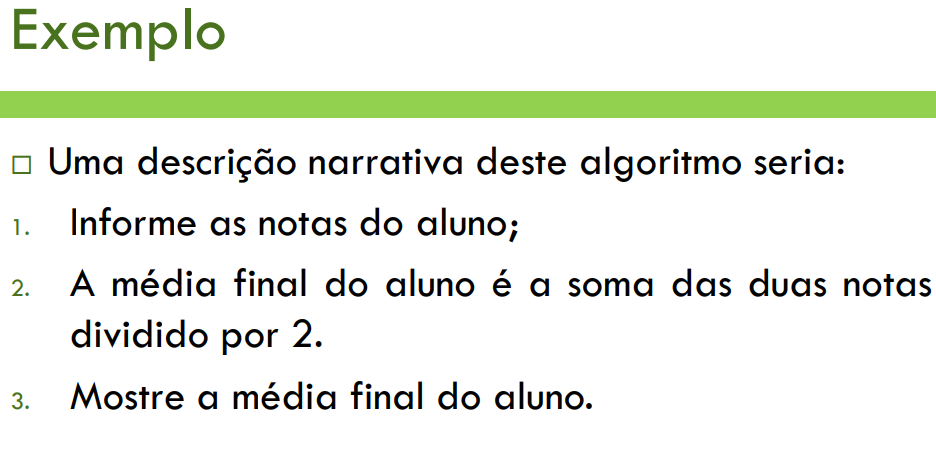 Exemplo
□ Uma descrição narrativa deste algoritmo seria:
1. Informe as notas do aluno;
2. A média final do aluno é a soma das duas notas
dividido por 2.
3. Mostre a média final do aluno.